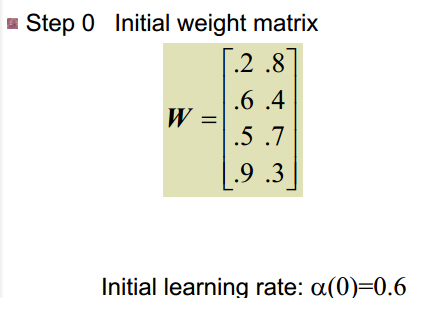 Step 0 Initial weight matrix
W = [.2 .8
.6 .4
.5 .7
.9 .3]
Initial learning rate: α(0)=0.6